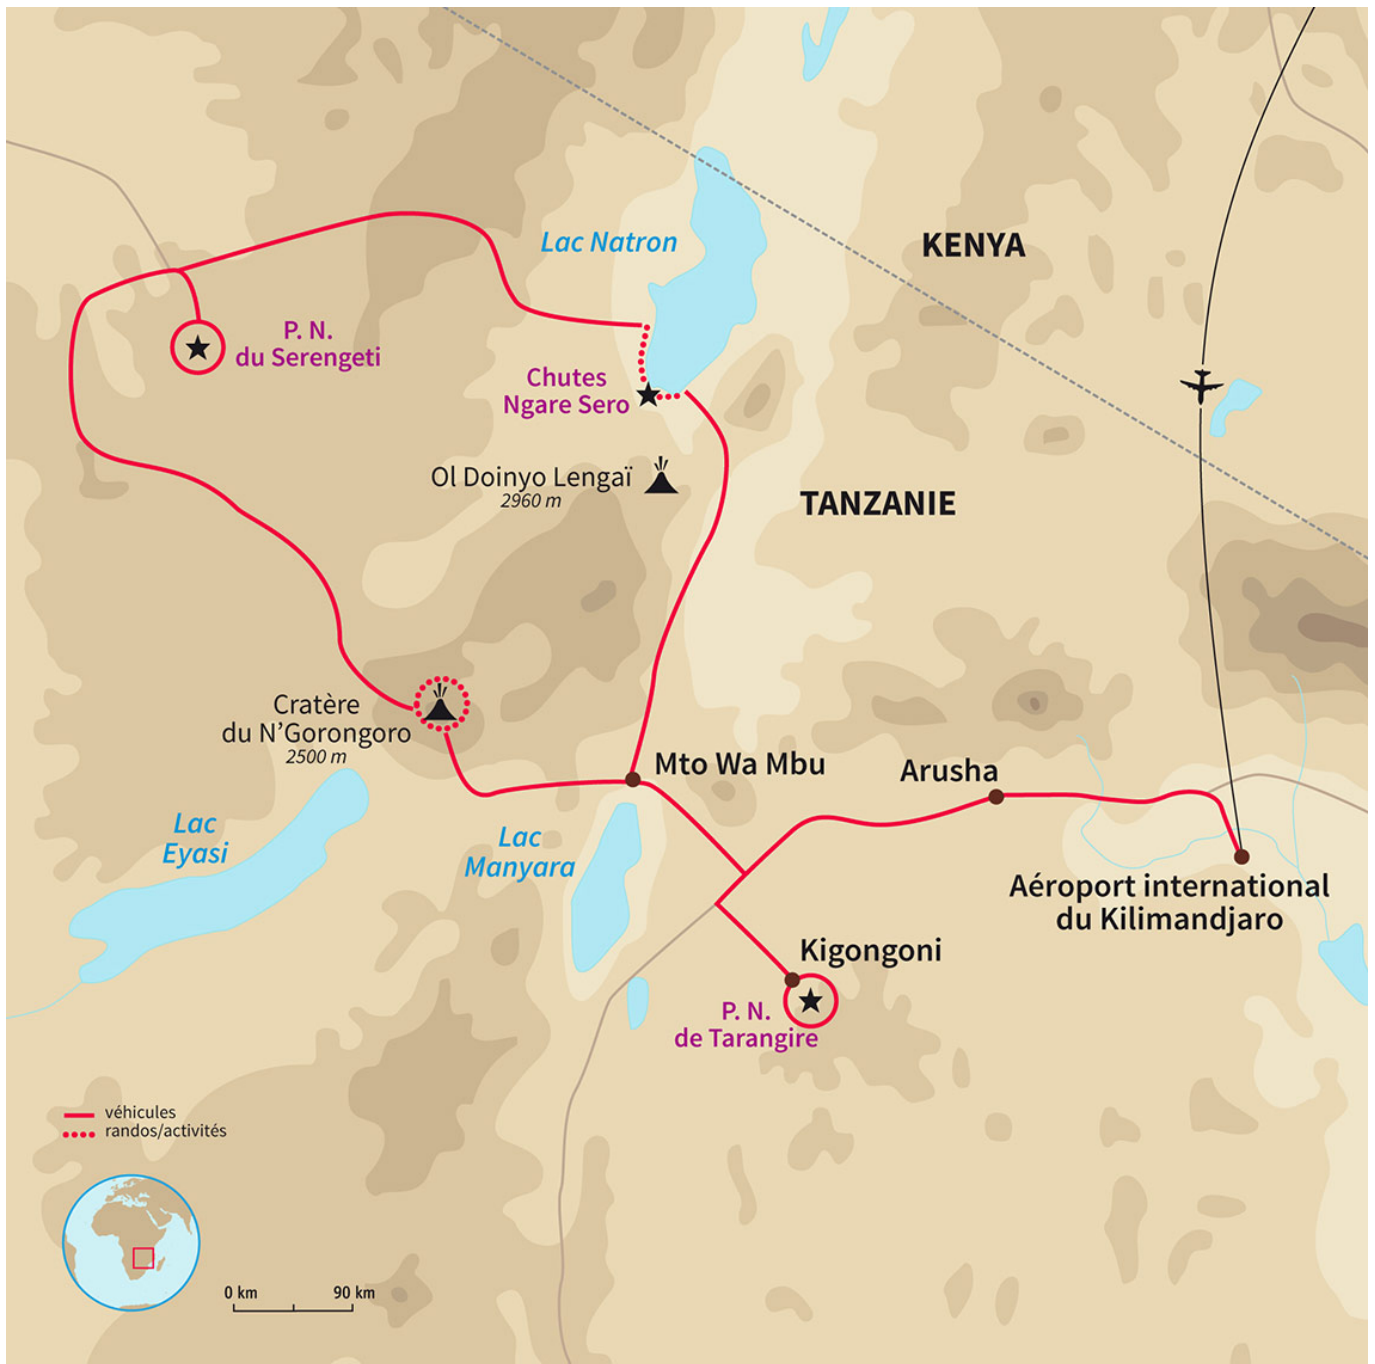 Lac Natron
KENYA
P. N.
du Serengeti
Chutes
Ngare Sero
Ol Doinyo Lengaï
2960 m
TANZANIE
Cratère
du N’Gorongoro
2500 m
Mto Wa Mbu
Arusha
Lac
Eyasi
Lac
Manyara
Aéroport international
du Kilimandjaro
Kigongoni
P. N.
de Tarangire
véhicules
randos/activités
0 km
90 km